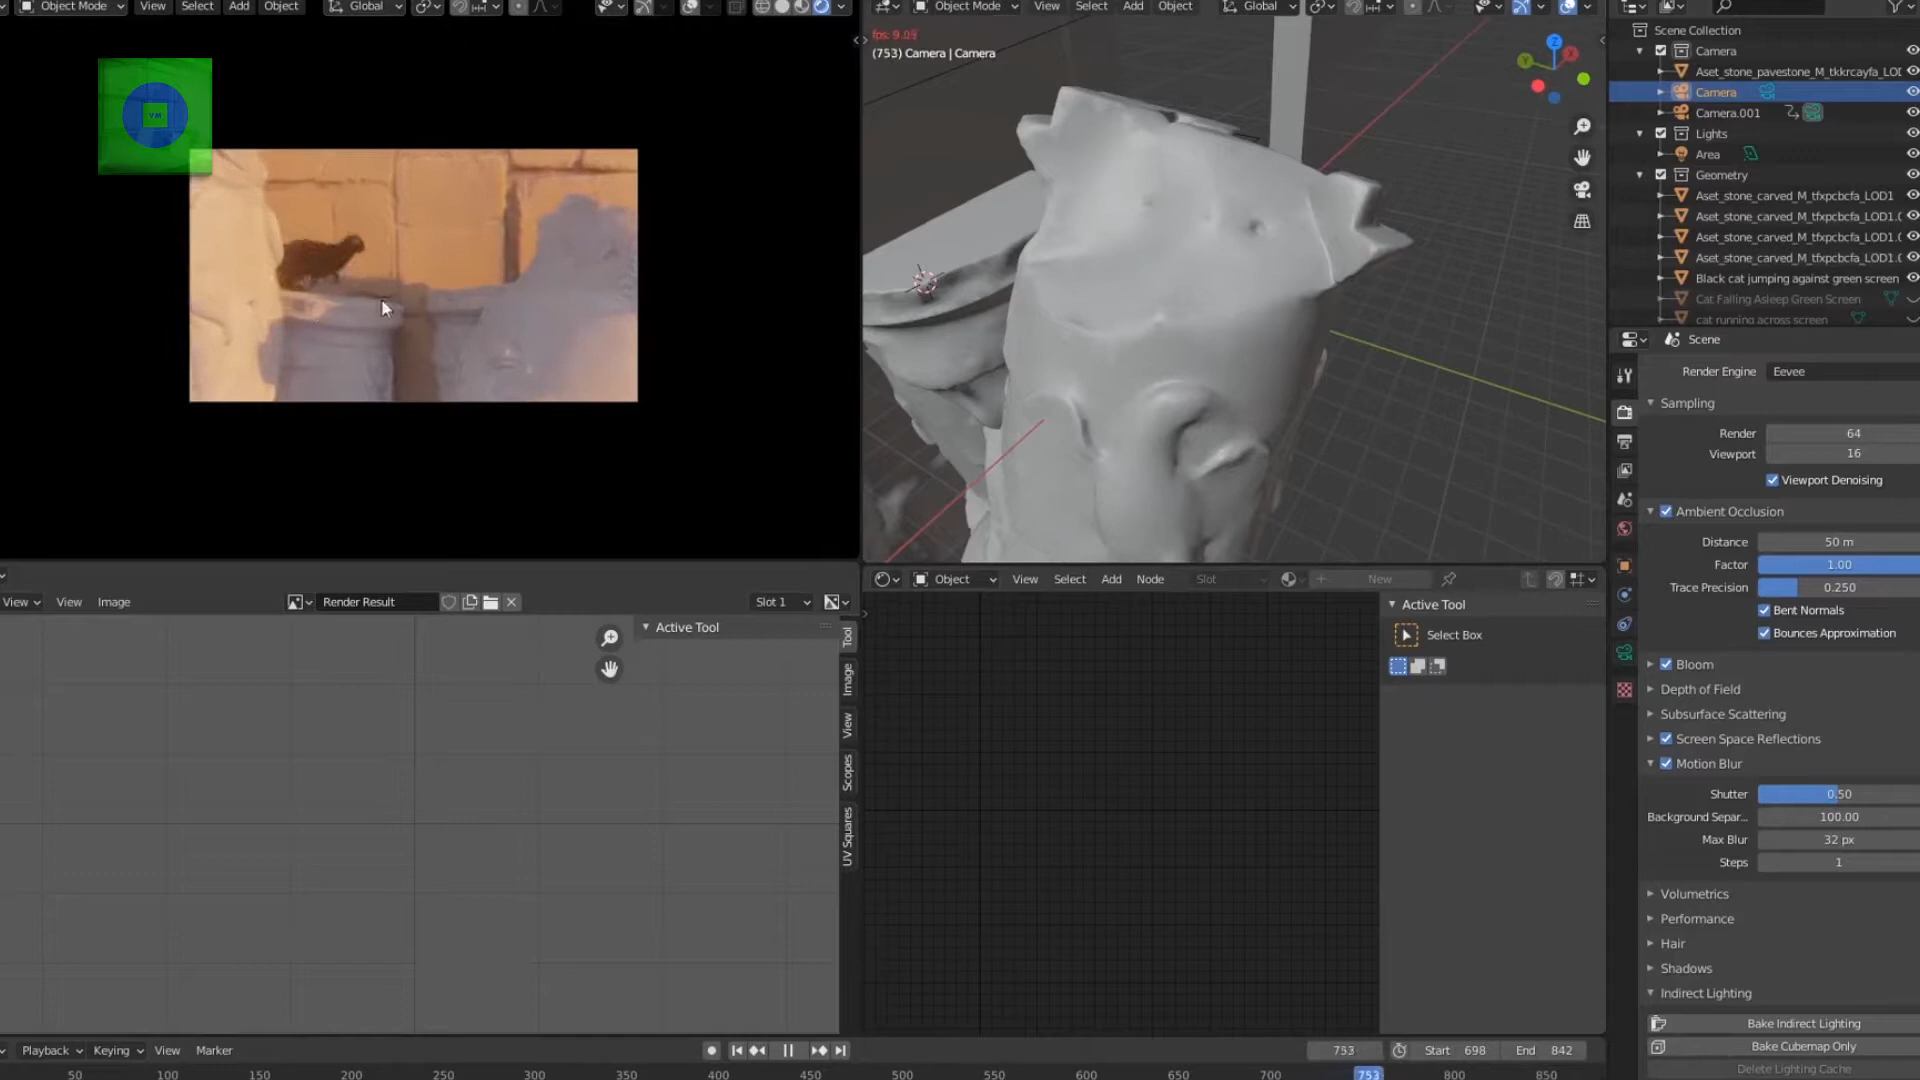 Object Mode View Select Add Object Global
Object Mode View Select Add Object Global
fps: 9.09
(753) Camera | Camera
VM
Z
X
Y
Scene Collection
Camera
Aset_stone_pavestone_M_tkkrcayfa_LOD
Camera
Camera.001
Lights
Area
Geometry
Aset_stone_carved_M_tfxpcbcfa_LOD1
Aset_stone_carved_M_tfxpcbcfa_LOD1.0
Aset_stone_carved_M_tfxpcbcfa_LOD1.0
Aset_stone_carved_M_tfxpcbcfa_LOD1.0
Black cat jumping against green screen
Cat Falling Asleep Green Screen
cat running across screen
Scene
Render Engine Eevee
Sampling
Render 64
Viewport 16
Viewport Denoising
Ambient Occlusion
Distance 50 m
Factor 1.00
Trace Precision 0.250
Bent Normals
Bounces Approximation
Bloom
Depth of Field
Subsurface Scattering
Screen Space Reflections
Motion Blur
Shutter 0.50
Background Separ... 100.00
Max Blur 32 px
Steps 1
Volumetrics
Performance
Hair
Shadows
Indirect Lighting
Bake Indirect Lighting
Bake Cubemap Only
Delete Lighting Cache
View View Image Render Result Slot 1
Active Tool
Tool
Image
View
Scopes
UV Squares
Object View Select Add Node Slot New
Active Tool
Select Box
Playback Keying View Marker 753 Start 698 End 842
50 100 150 200 250 300 350 400 450 500 550 600 650 700 753 800 850